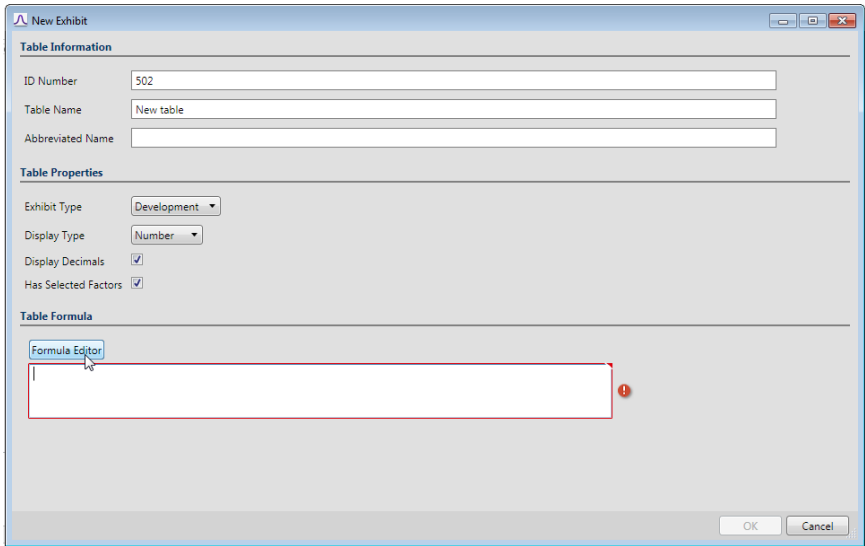 New Exhibit
Table Information
ID Number 502
Table Name New table
Abbreviated Name
Table Properties
Exhibit Type Development
Display Type Number
Display Decimals
Has Selected Factors
Table Formula
Formula Editor
OK Cancel